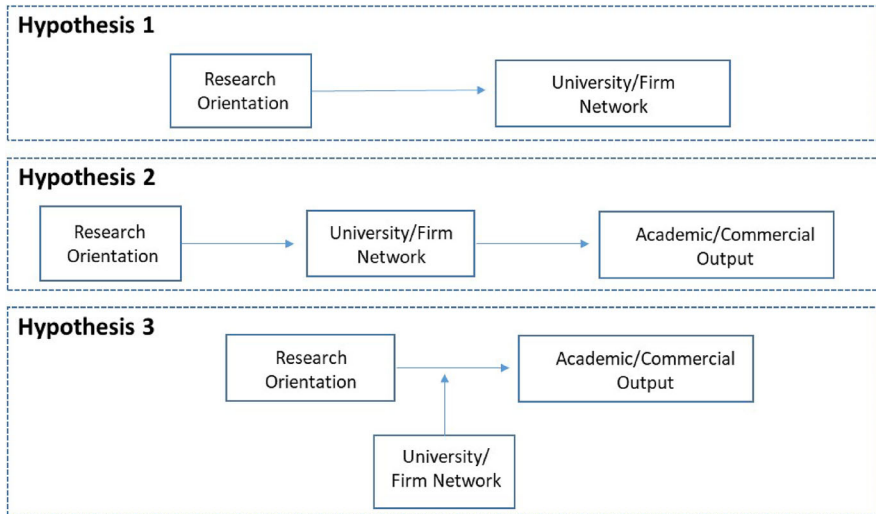 Hypothesis 1
Research
Orientation
University/Firm
Network
Hypothesis 2
Research
Orientation
University/Firm
Network
Academic/Commercial
Output
Hypothesis 3
Research
Orientation
Academic/Commercial
Output
University/
Firm Network